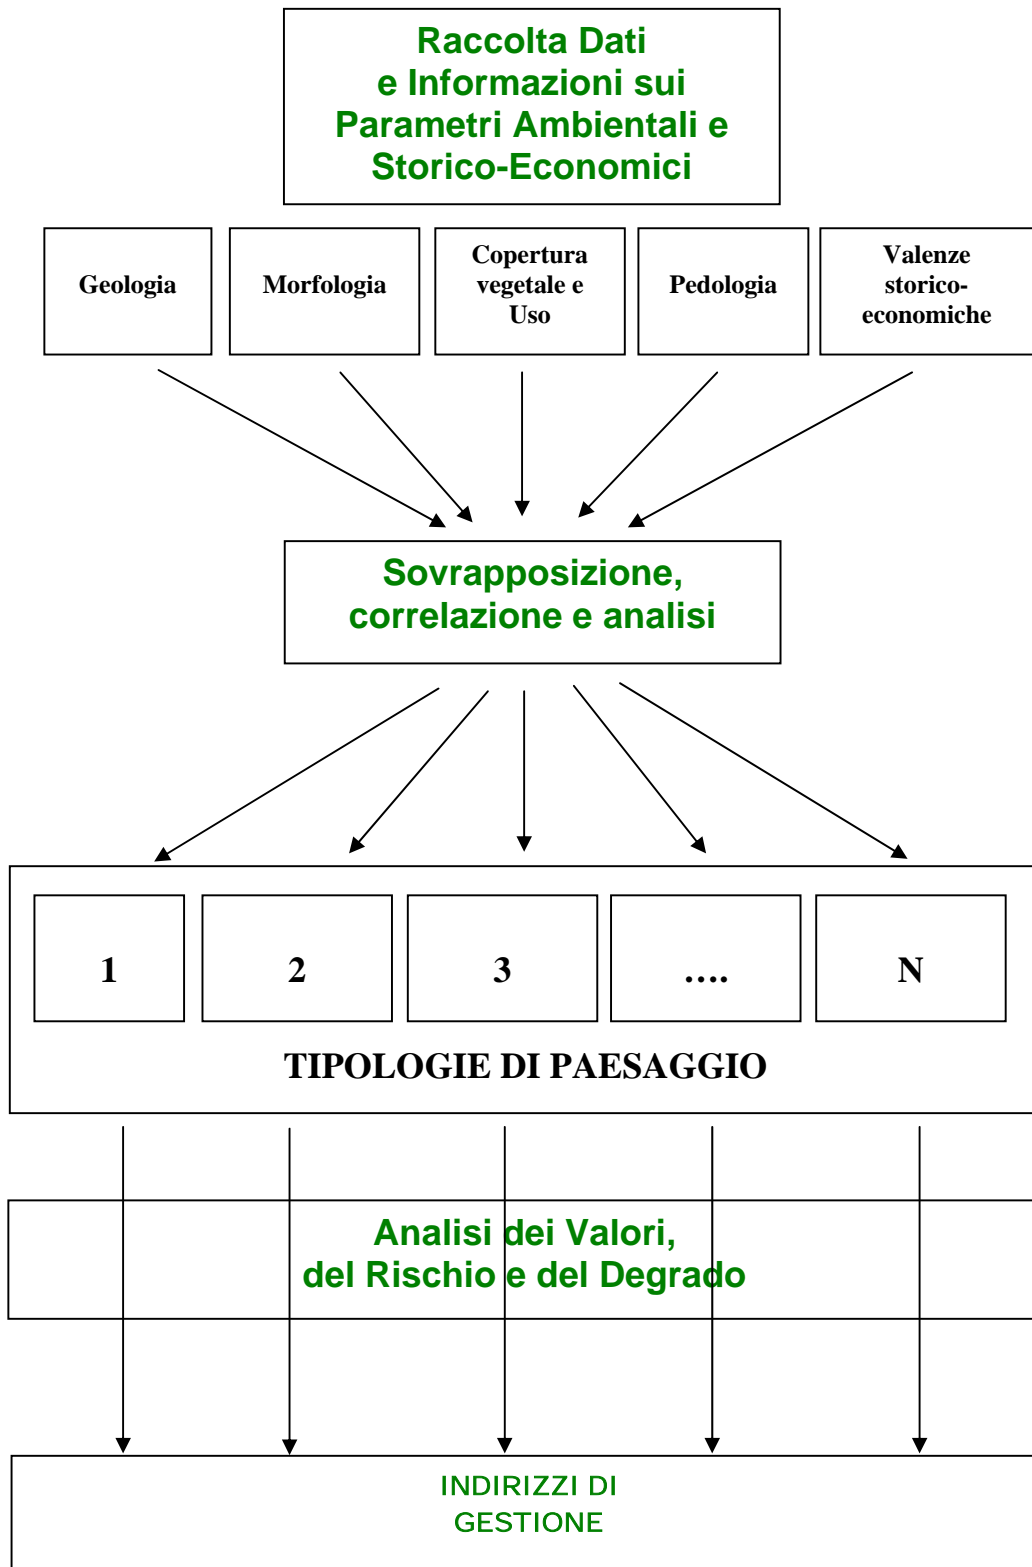 Raccolta Dati
e Informazioni sui
Parametri Ambientali e
Storico-Economici
Geologia
Morfologia
Copertura
vegetale e
Uso
Pedologia
Valenze
storico-
economiche
Sovrapposizione,
correlazione e analisi
1
2
3
….
N
TIPOLOGIE DI PAESAGGIO
Analisi dei Valori,
del Rischio e del Degrado
INDIRIZZI DI
GESTIONE